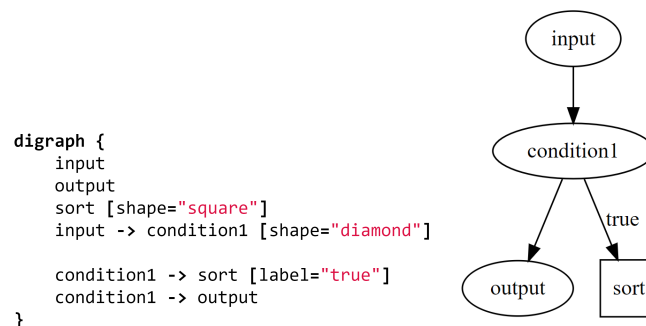 digraph {
    input
    output
    sort [shape="square"]
    input -> condition1 [shape="diamond"]

    condition1 -> sort [label="true"]
    condition1 -> output
}
input
condition1
true
output
sort